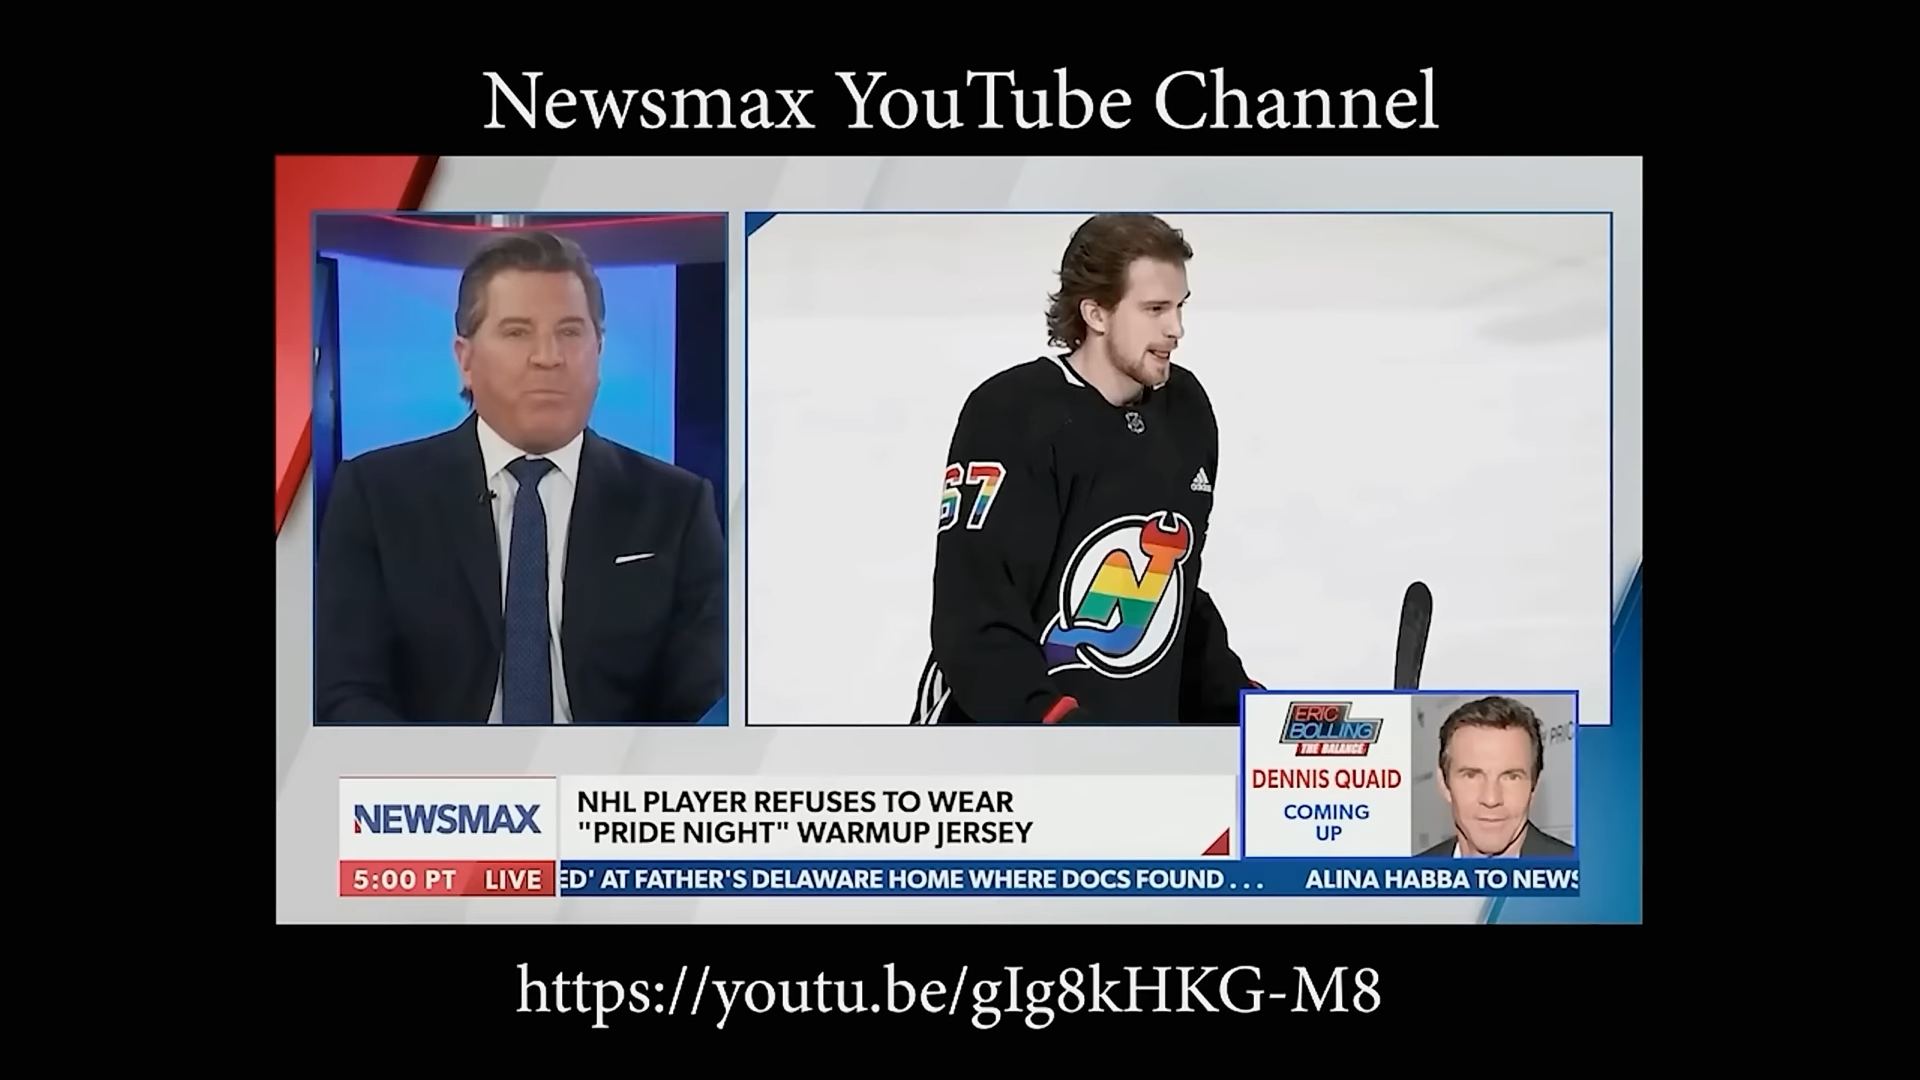 Newsmax YouTube Channel
67
adidas
ERIC
BOLLING
THE BALANCE
DENNIS QUAID
COMING
UP
PRIC
NEWSMAX
NHL PLAYER REFUSES TO WEAR
"PRIDE NIGHT" WARMUP JERSEY
5:00 PT LIVE
ED' AT FATHER'S DELAWARE HOME WHERE DOCS FOUND... ALINA HABBA TO NEWS
https://youtu.be/gIg8kHKG-M8